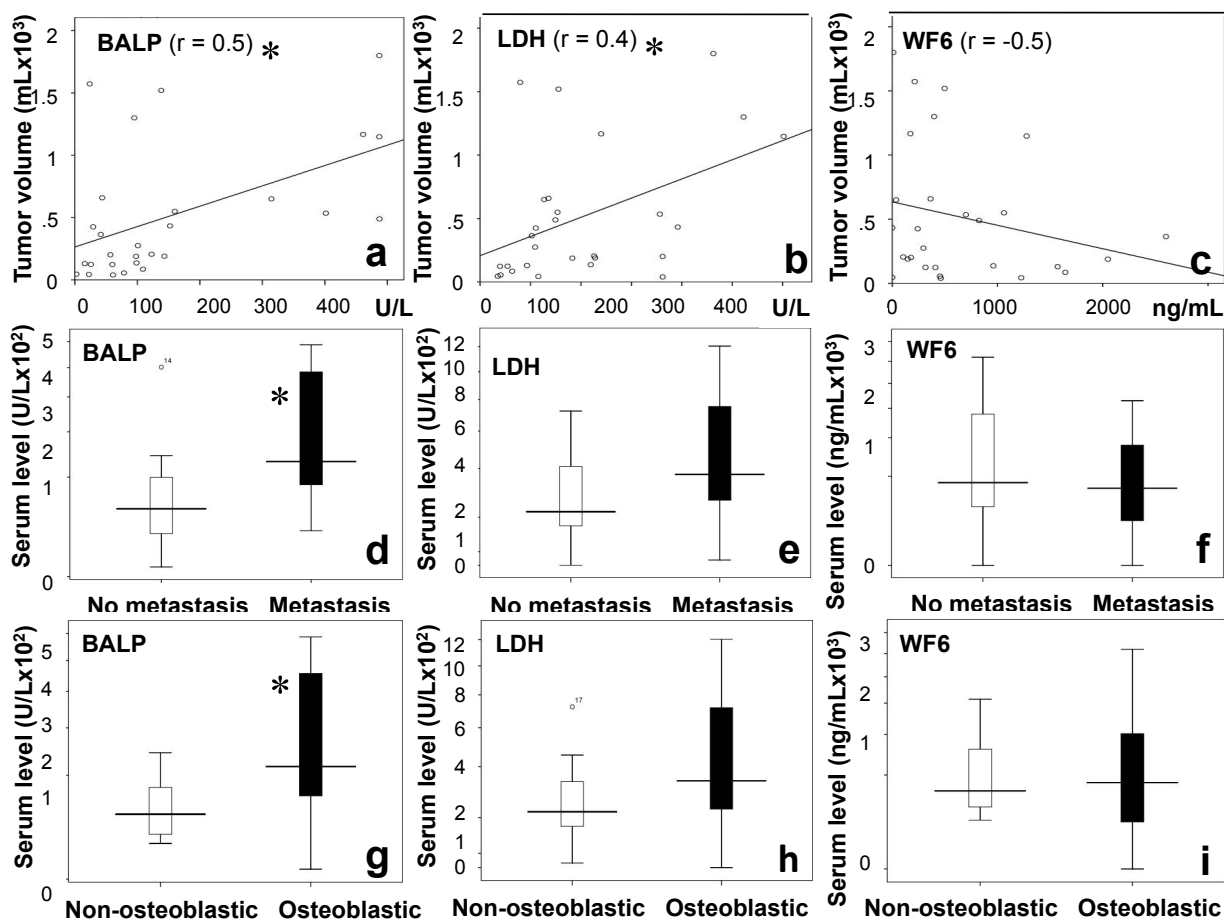 Tumor volume (mLx10³)
2
1.5
1
.5
0
BALP (r = 0.5) *
a
0 100 200 300 400 U/L
Tumor volume (mLx10³)
2
1.5
1
.5
0
LDH (r = 0.4) *
b
0 100 200 300 400 U/L
Tumor volume (mLx10³)
2
1.5
1
.5
0
WF6 (r = -0.5)
c
0 1000 2000 ng/mL
Serum level (U/Lx10²)
5
4
3
2
1
0
BALP
14
*
d
No metastasis Metastasis
Serum level (U/Lx10²)
12
8
6
4
2
1
0
LDH
e
No metastasis Metastasis
Serum level (ng/mLx10³)
3
2
1
0
WF6
f
No metastasis Metastasis
Serum level (U/Lx10²)
5
4
3
2
1
0
BALP
*
g
Non-osteoblastic Osteoblastic
Serum level (U/Lx10²)
12
8
6
4
2
1
0
LDH
17
h
Non-osteoblastic Osteoblastic
Serum level (ng/mLx10³)
3
2
1
0
WF6
i
Non-osteoblastic Osteoblastic